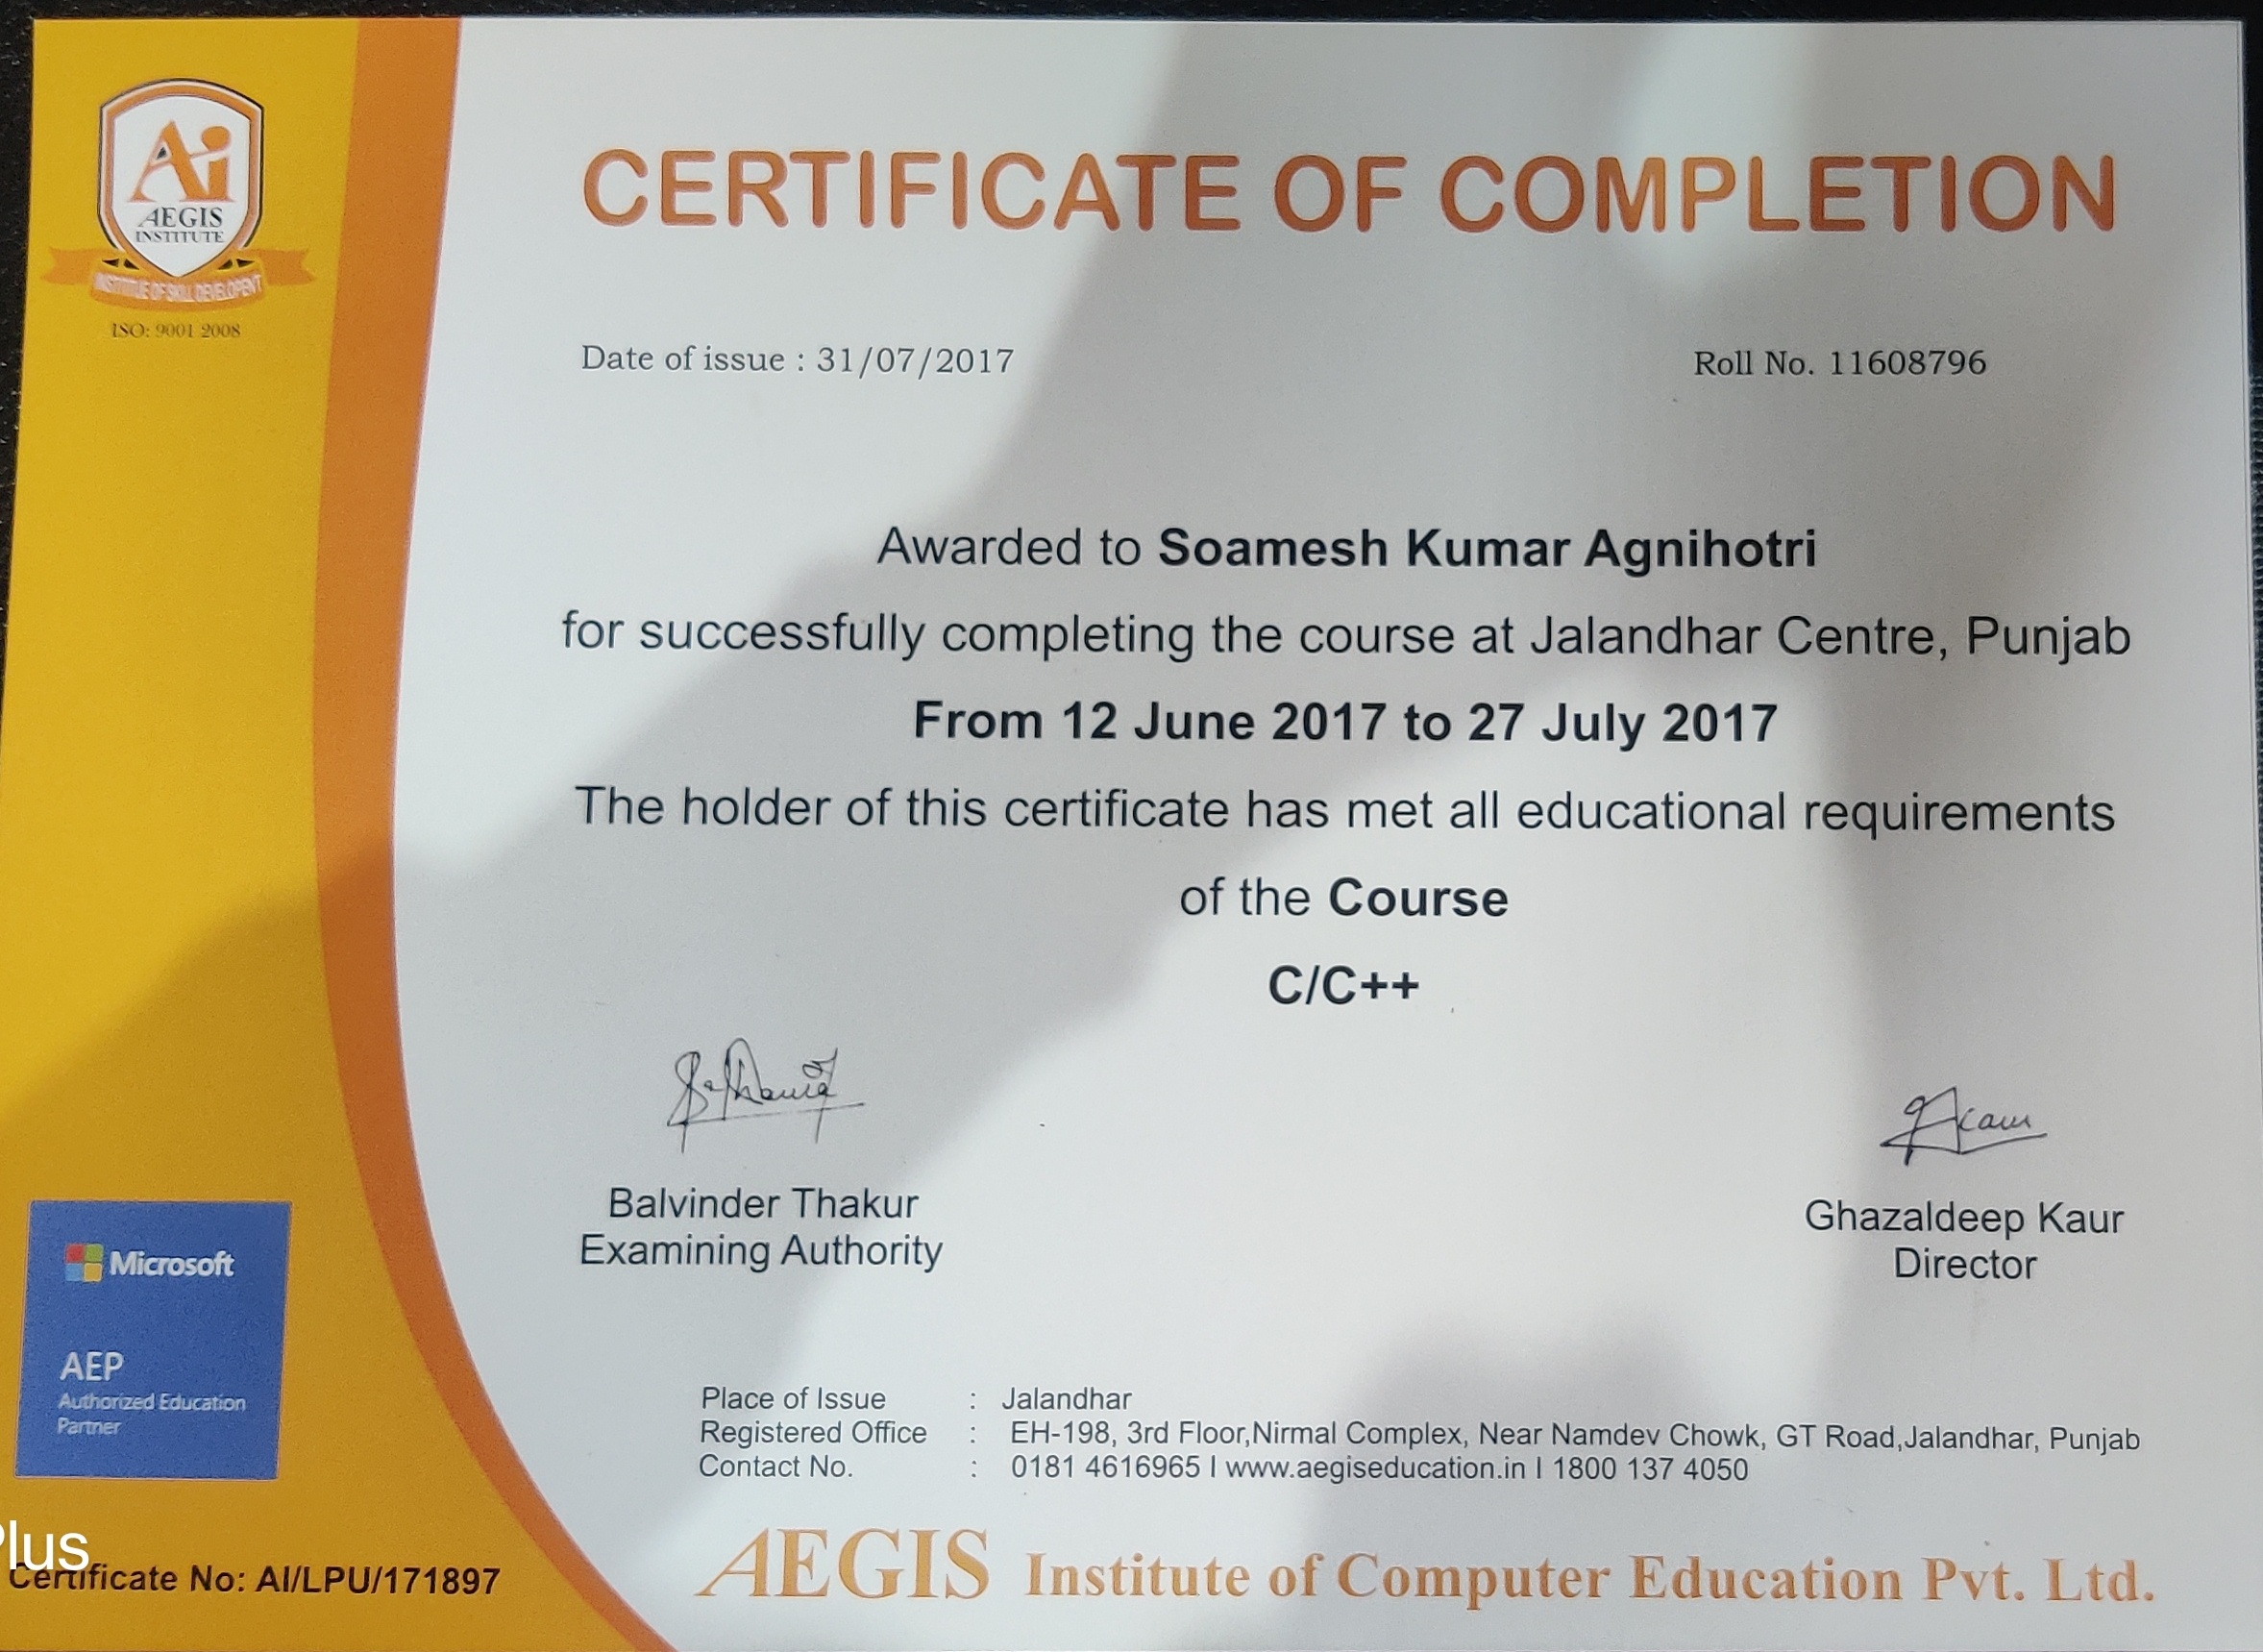 Ai
AEGIS
INSTITUTE
INSTITTUE OF SKILL DEVELOPENT
ISO: 9001 2008
CERTIFICATE OF COMPLETION
Date of issue : 31/07/2017
Roll No. 11608796
Awarded to Soamesh Kumar Agnihotri
for successfully completing the course at Jalandhar Centre, Punjab
From 12 June 2017 to 27 July 2017
The holder of this certificate has met all educational requirements
of the Course
C/C++
Balvinder Thakur
Examining Authority
Ghazaldeep Kaur
Director
Microsoft
AEP
Authorized Education
Partner
Place of Issue : Jalandhar
Registered Office : EH-198, 3rd Floor,Nirmal Complex, Near Namdev Chowk, GT Road,Jalandhar, Punjab
Contact No. : 0181 4616965 I www.aegiseducation.in I 1800 137 4050
Plus
Certificate No: AI/LPU/171897
AEGIS Institute of Computer Education Pvt. Ltd.